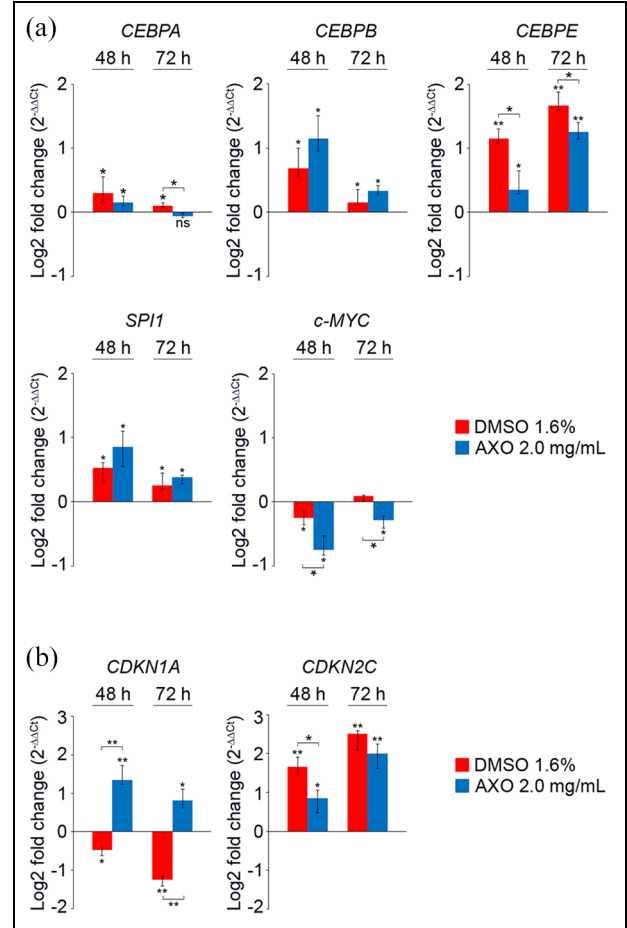 (a)
CEBPA CEBPB CEBPE
48 h 72 h 48 h 72 h 48 h 72 h
Log2 fold change (2-ΔΔCt) 2 1 0 -1 * * * * ns
Log2 fold change (2-ΔΔCt) 2 1 0 -1 * * * *
Log2 fold change (2-ΔΔCt) 2 1 0 -1 ** * * ** * **
SPI1 c-MYC
48 h 72 h 48 h 72 h
Log2 fold change (2-ΔΔCt) 2 1 0 -1 * * * *
Log2 fold change (2-ΔΔCt) 2 1 0 -1 * * * * *
DMSO 1.6%
AXO 2.0 mg/mL
(b)
CDKN1A CDKN2C
48 h 72 h 48 h 72 h
Log2 fold change (2-ΔΔCt) 3 2 1 0 -1 -2 ** ** * * ** **
Log2 fold change (2-ΔΔCt) 3 2 1 0 -1 -2 ** * * ** **
DMSO 1.6%
AXO 2.0 mg/mL